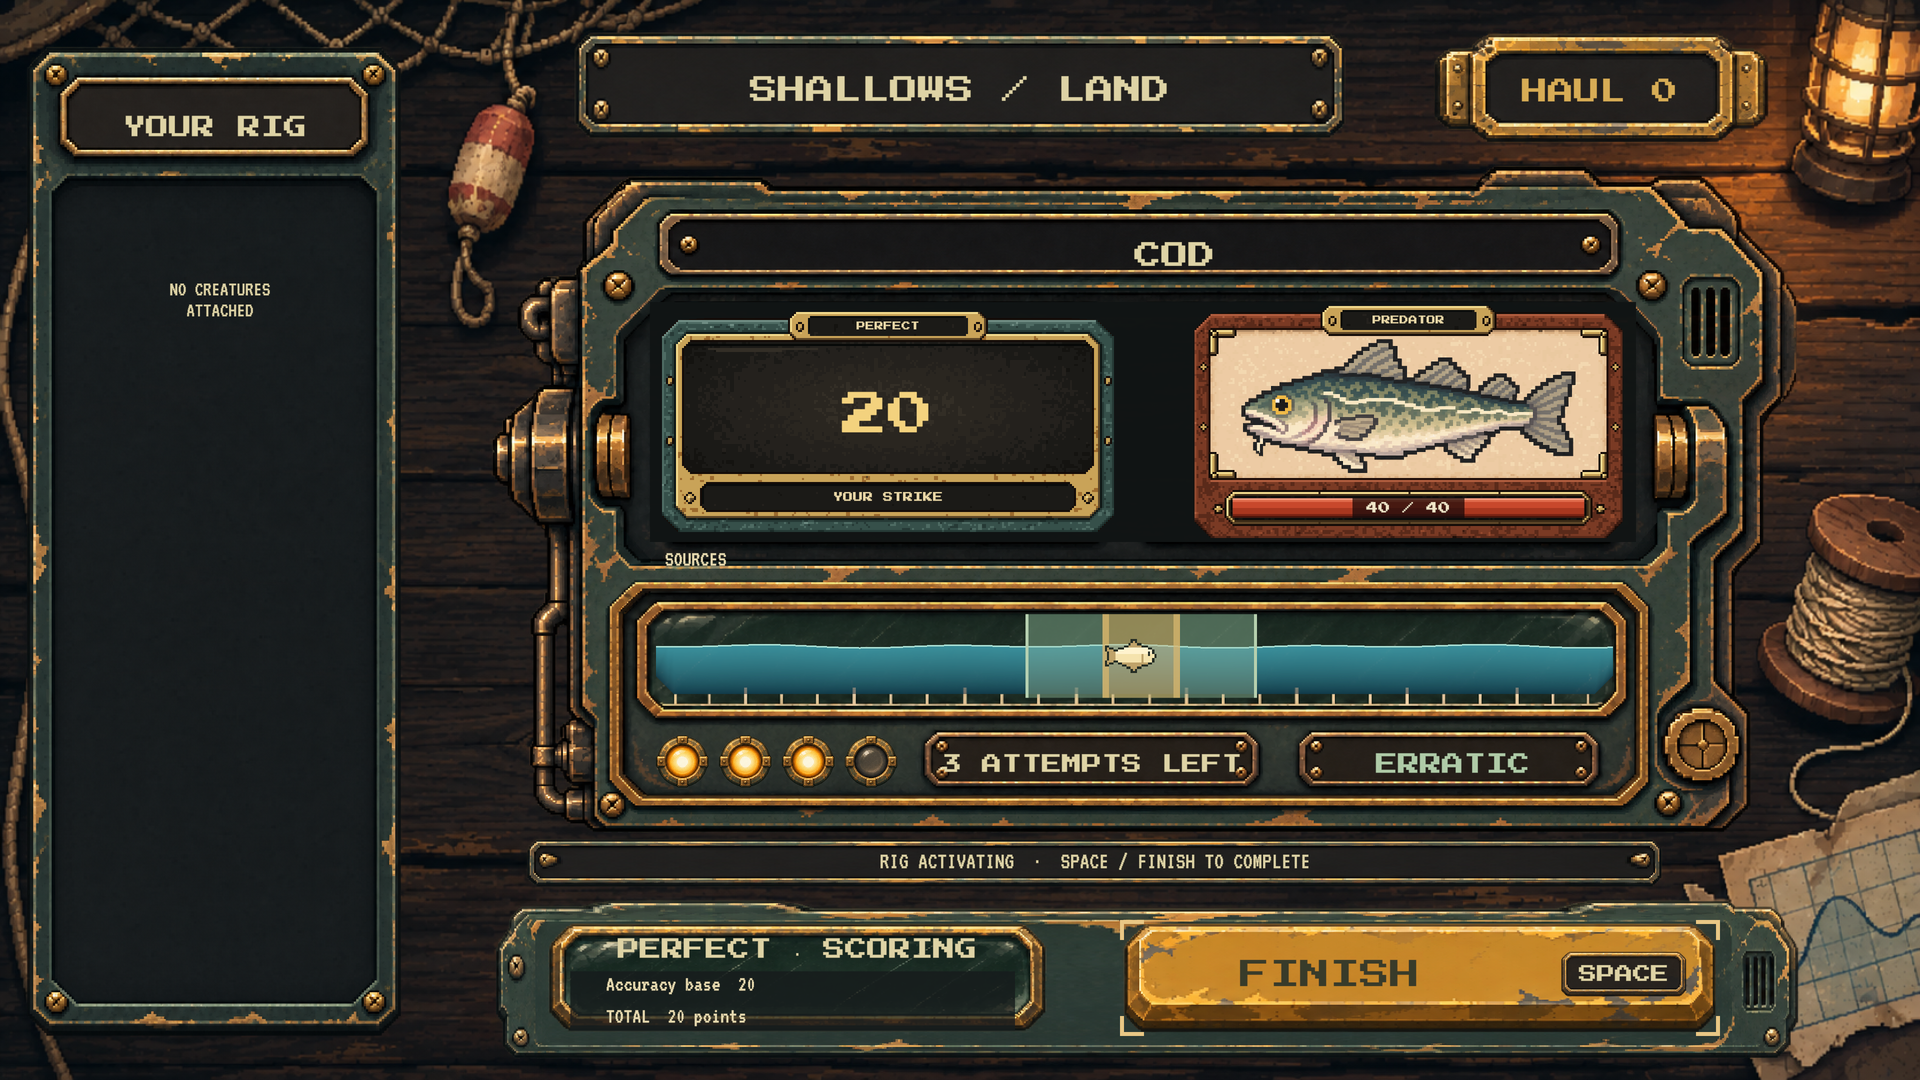 YOUR RIG
NO CREATURES
ATTACHED
SHALLOWS / LAND
HAUL 0
COD
PERFECT
20
YOUR STRIKE
PREDATOR
40 / 40
SOURCES
3 ATTEMPTS LEFT
ERRATIC
RIG ACTIVATING · SPACE / FINISH TO COMPLETE
PERFECT · SCORING
Accuracy base 20
TOTAL 20 points
FINISH
SPACE